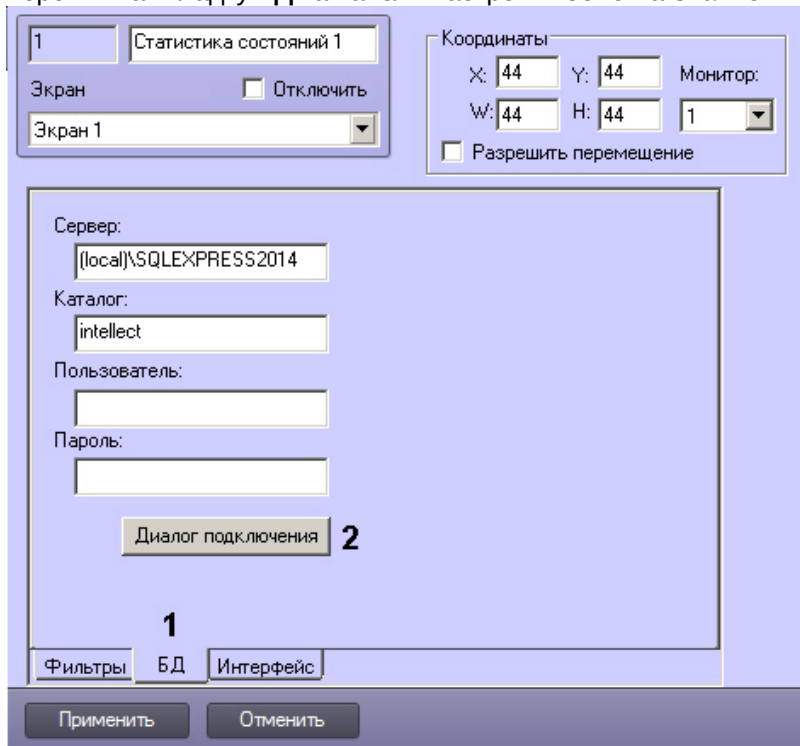 1 Статистика состояний 1
Экран Отключить
Экран 1
Координаты
X: 44 Y: 44 Монитор:
W: 44 H: 44 1
Разрешить перемещение
Сервер:
(local)\SQLEXPRESS2014
Каталог:
intellect
Пользователь:
Пароль:
Диалог подключения 2
1
Фильтры БД Интерфейс
Применить Отменить